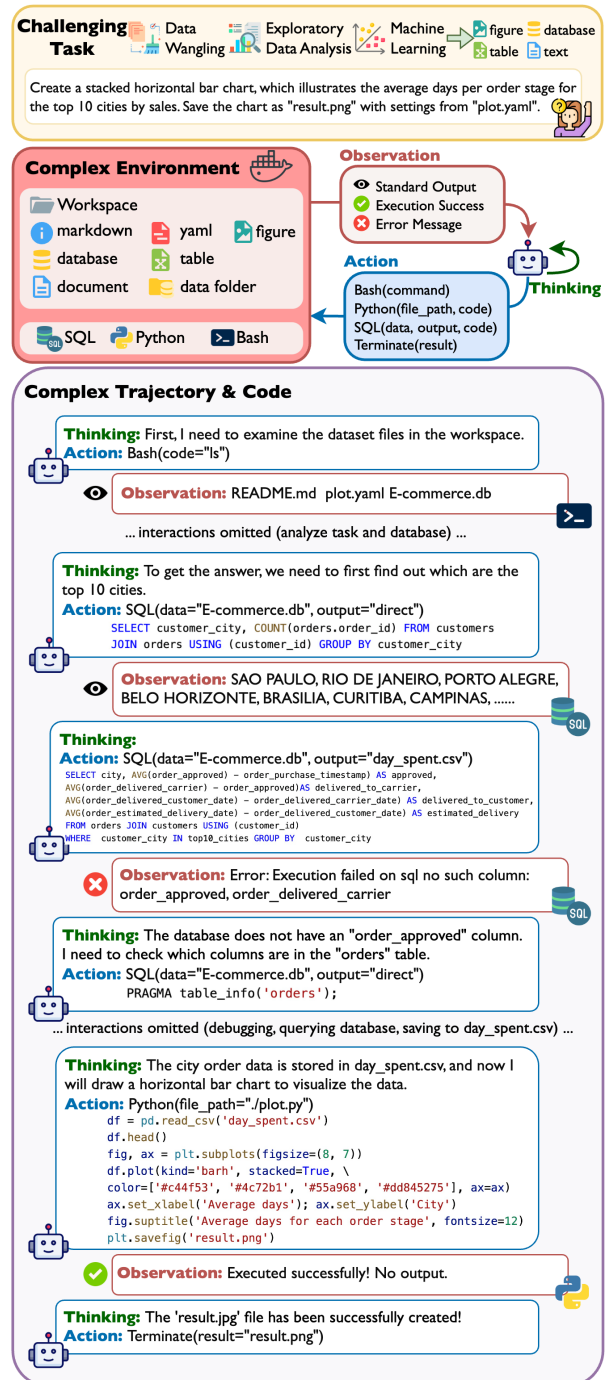 Challenging Task
Data Wangling
Exploratory Data Analysis
Machine Learning
figure
database
table
text
Create a stacked horizontal bar chart, which illustrates the average days per order stage for
the top 10 cities by sales. Save the chart as "result.png" with settings from "plot.yaml".
Complex Environment
Workspace
markdown
yaml
figure
database
table
document
data folder
SQL
SQL
Python
Bash
Observation
Standard Output
Execution Success
Error Message
Action
Bash(command)
Python(file_path, code)
SQL(data, output, code)
Terminate(result)
Thinking
Complex Trajectory & Code
Thinking: First, I need to examine the dataset files in the workspace.
Action: Bash(code="ls")
Observation: README.md plot.yaml E-commerce.db
... interactions omitted (analyze task and database) ...
Thinking: To get the answer, we need to first find out which are the
top 10 cities.
Action: SQL(data="E-commerce.db", output="direct")
SELECT customer_city, COUNT(orders.order_id) FROM customers
JOIN orders USING (customer_id) GROUP BY customer_city
Observation: SAO PAULO, RIO DE JANEIRO, PORTO ALEGRE,
BELO HORIZONTE, BRASILIA, CURITIBA, CAMPINAS, ......
SQL
Thinking:
Action: SQL(data="E-commerce.db", output="day_spent.csv")
SELECT city, AVG(order_approved) - order_purchase_timestamp) AS approved,
AVG(order_delivered_carrier) - order_approved)AS delivered_to_carrier,
AVG(order_delivered_customer_date) - order_delivered_carrier_date) AS delivered_to_customer,
AVG(order_estimated_delivery_date) - order_delivered_customer_date) AS estimated_delivery
FROM orders JOIN customers USING (customer_id)
WHERE customer_city IN top10_cities GROUP BY customer_city
Observation: Error: Execution failed on sql no such column:
order_approved, order_delivered_carrier
SQL
Thinking: The database does not have an "order_approved" column.
I need to check which columns are in the "orders" table.
Action: SQL(data="E-commerce.db", output="direct")
PRAGMA table_info('orders');
... interactions omitted (debugging, querying database, saving to day_spent.csv) ...
Thinking: The city order data is stored in day_spent.csv, and now I
will draw a horizontal bar chart to visualize the data.
Action: Python(file_path="./plot.py")
df = pd.read_csv('day_spent.csv')
df.head()
fig, ax = plt.subplots(figsize=(8, 7))
df.plot(kind='barh', stacked=True, \
color=['#c44f53', '#4c72b1', '#55a968', '#dd845275'], ax=ax)
ax.set_xlabel('Average days'); ax.set_ylabel('City')
fig.suptitle('Average days for each order stage', fontsize=12)
plt.savefig('result.png')
Observation: Executed successfully! No output.
Thinking: The 'result.jpg' file has been successfully created!
Action: Terminate(result="result.png")